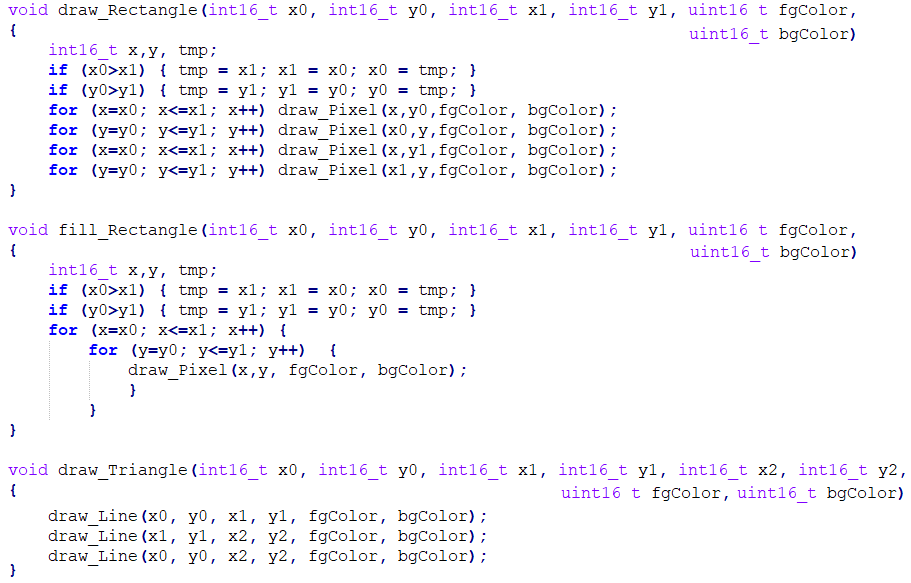 void draw_Rectangle(int16_t x0, int16_t y0, int16_t x1, int16_t y1, uint16 t fgColor,
{ uint16_t bgColor)
int16_t x,y, tmp;
if (x0>x1) { tmp = x1; x1 = x0; x0 = tmp; }
if (y0>y1) { tmp = y1; y1 = y0; y0 = tmp; }
for (x=x0; x<=x1; x++) draw_Pixel(x,y0,fgColor, bgColor);
for (y=y0; y<=y1; y++) draw_Pixel(x0,y,fgColor, bgColor);
for (x=x0; x<=x1; x++) draw_Pixel(x,y1,fgColor, bgColor);
for (y=y0; y<=y1; y++) draw_Pixel(x1,y,fgColor, bgColor);
}
void fill_Rectangle(int16_t x0, int16_t y0, int16_t x1, int16_t y1, uint16 t fgColor,
{ uint16_t bgColor)
int16_t x,y, tmp;
if (x0>x1) { tmp = x1; x1 = x0; x0 = tmp; }
if (y0>y1) { tmp = y1; y1 = y0; y0 = tmp; }
for (x=x0; x<=x1; x++) {
for (y=y0; y<=y1; y++) {
draw_Pixel(x,y, fgColor, bgColor);
}
}
}
void draw_Triangle(int16_t x0, int16_t y0, int16_t x1, int16_t y1, int16_t x2, int16_t y2,
{ uint16 t fgColor, uint16_t bgColor)
draw_Line(x0, y0, x1, y1, fgColor, bgColor);
draw_Line(x1, y1, x2, y2, fgColor, bgColor);
draw_Line(x0, y0, x2, y2, fgColor, bgColor);
}